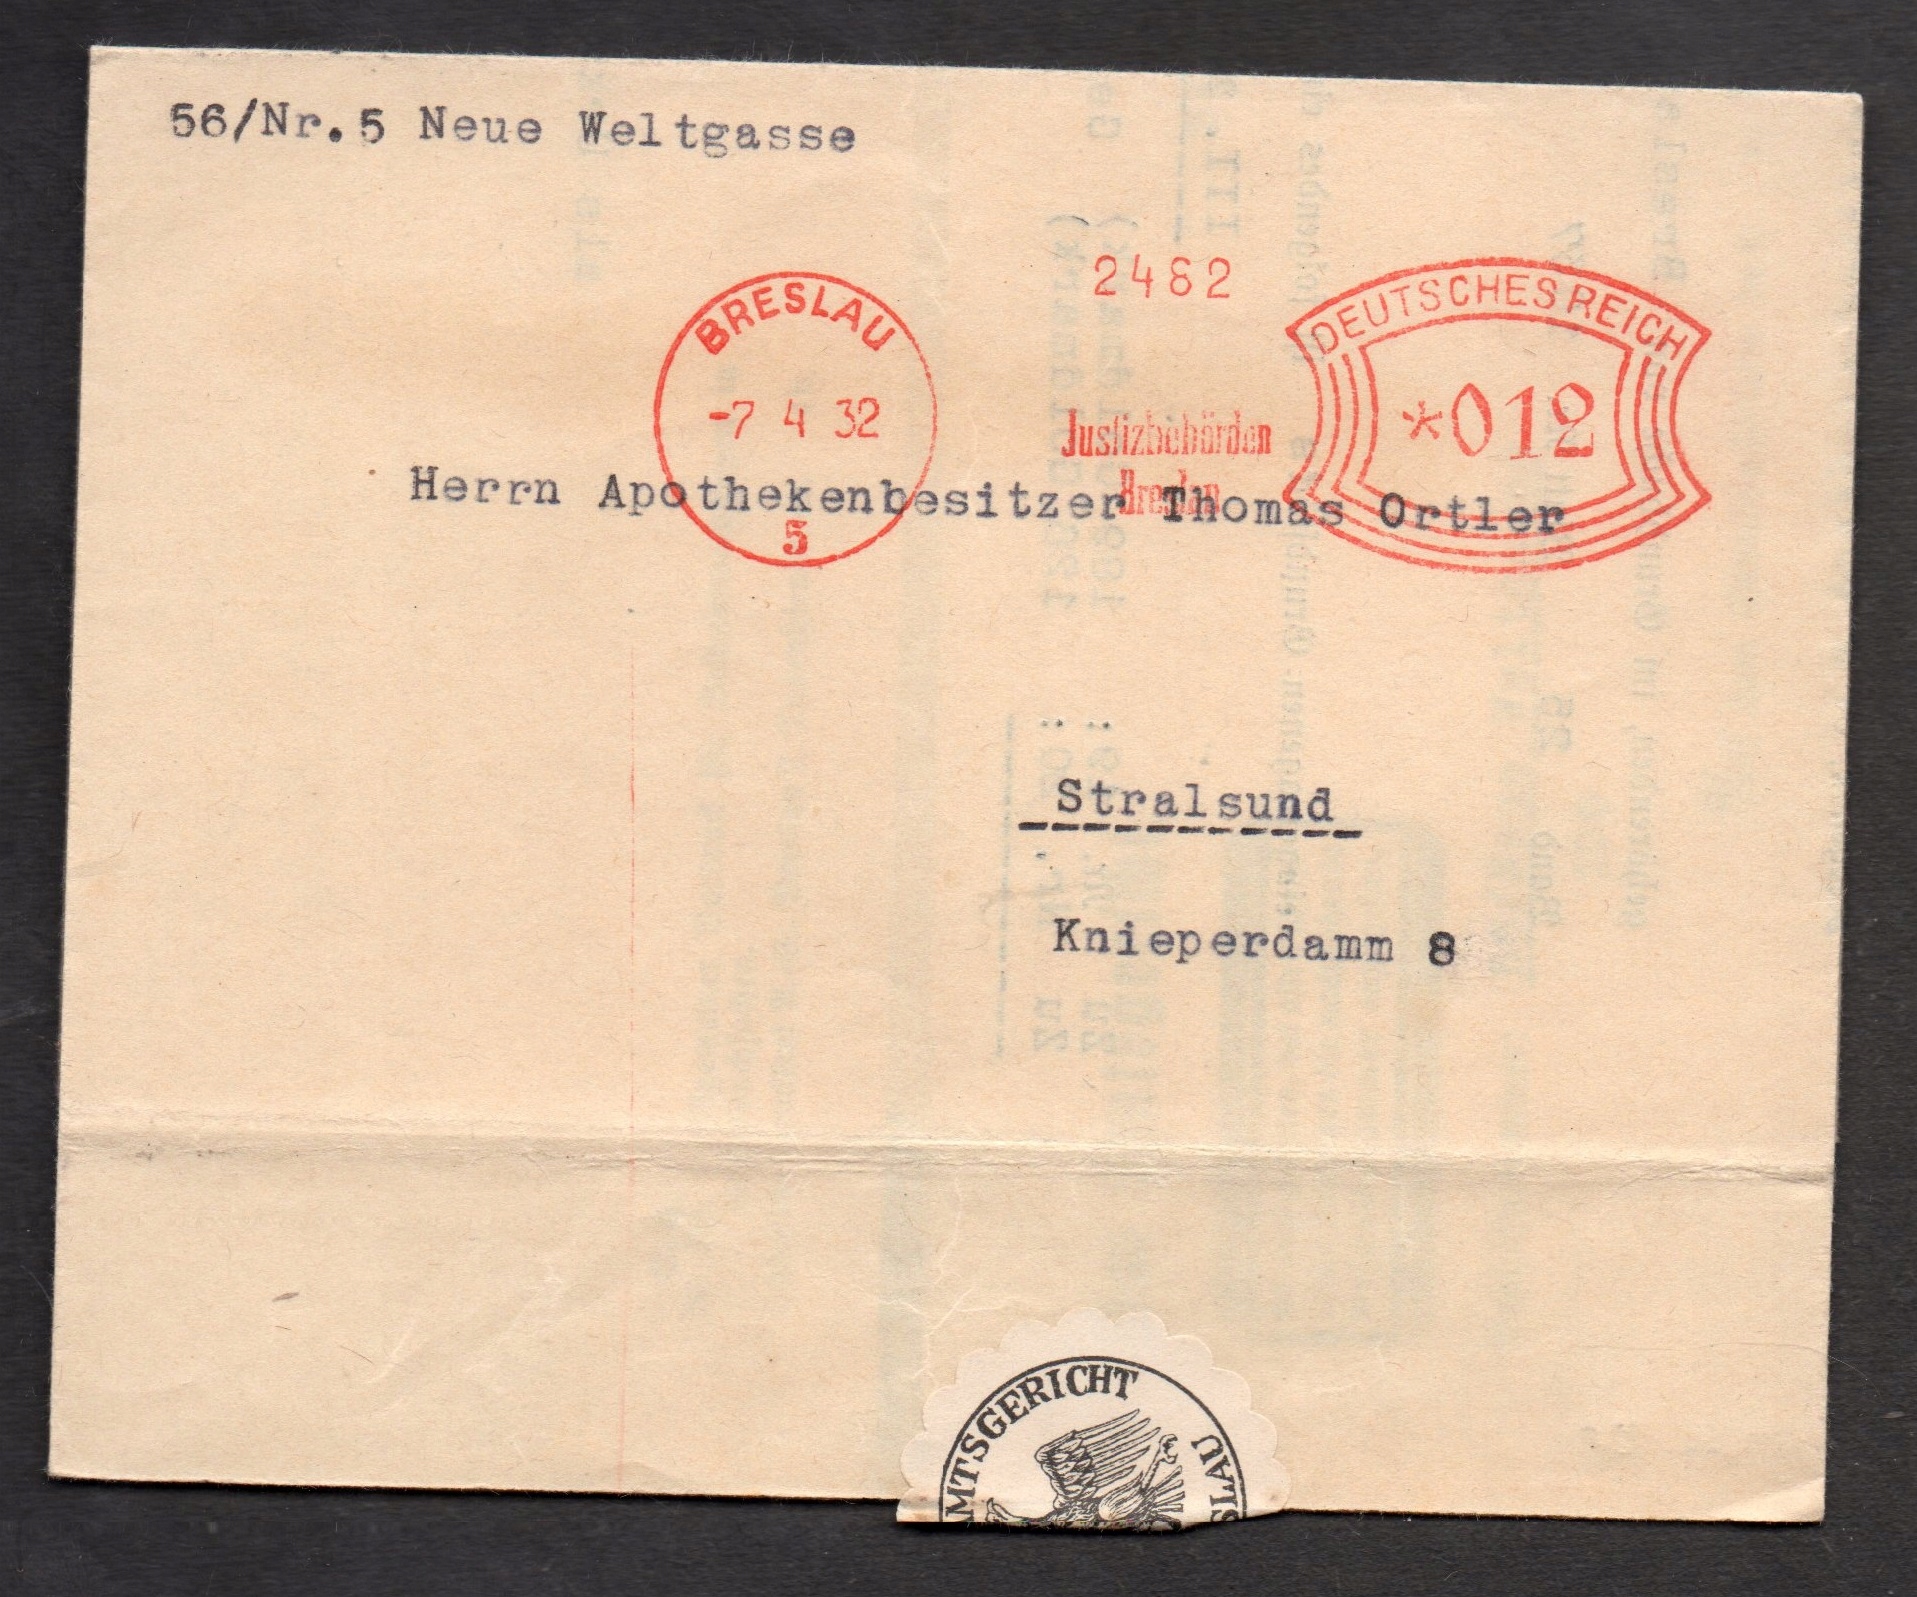 56/Nr.5 Neue Weltgasse
2482
BRESLAU
-7 4 32
5
Justizbehörden
Breslau
DEUTSCHES REICH
*012
Herrn Apothekenbesitzer Thomas Ortler
Stralsund
Knieperdamm 8
AMTSGERICHT
SLAU